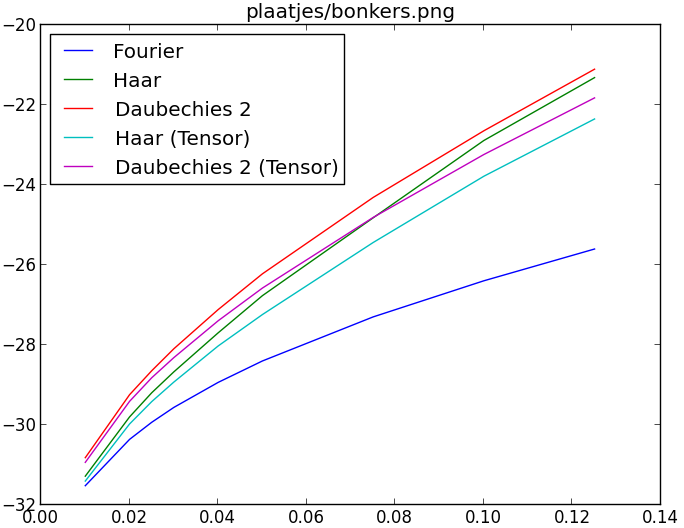 plaatjes/bonkers.png
−20
−22
−24
−26
−28
−30
−32
Fourier
Haar
Daubechies 2
Haar (Tensor)
Daubechies 2 (Tensor)
0.00 0.02 0.04 0.06 0.08 0.10 0.12 0.14